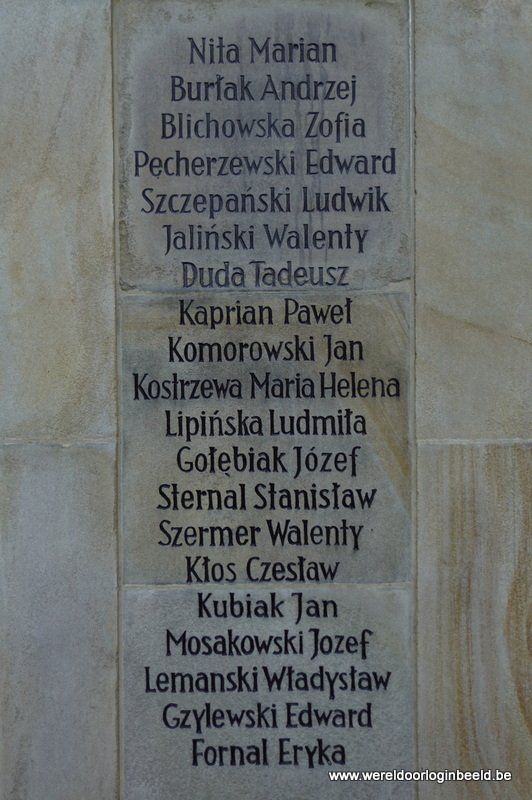 Niła Marian
Burłak Andrzej
Blichowska Zofia
Pęcherzewski Edward
Szczepański Ludwik
Jaliński Walenty
Duda Tadeusz
Kaprian Paweł
Komorowski Jan
Kostrzewa Maria Helena
Lipińska Ludmiła
Gołębiak Józef
Sternal Stanisław
Szermer Walenty
Kłos Czesław
Kubiak Jan
Mosakowski Jozef
Lemanski Władysław
Gzylewski Edward
Fornal Eryka
www.wereldoorloginbeeld.be